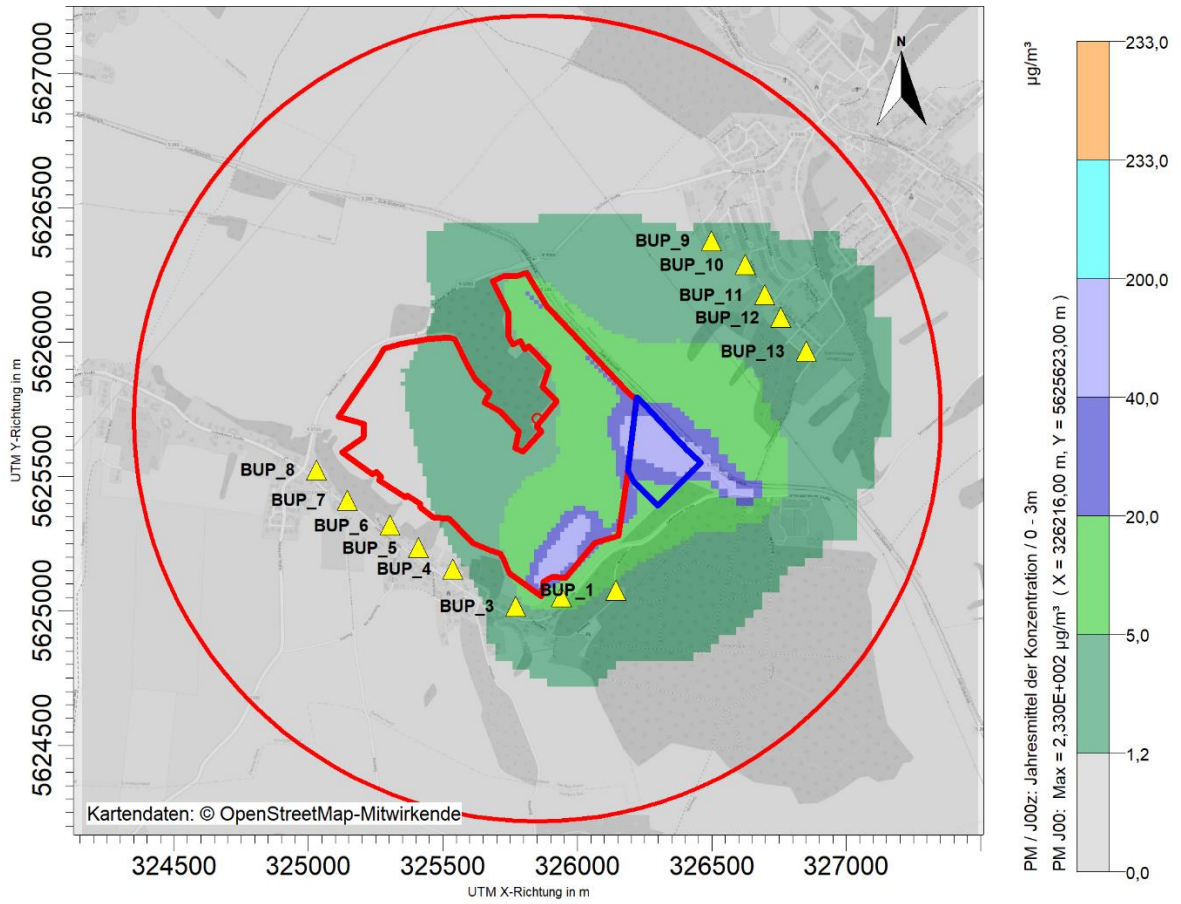 µg/m³
233,0
233,0
200,0
40,0
20,0
5,0
1,2
0,0
PM / J00z: Jahresmittel der Konzentration / 0 - 3m
PM J00: Max = 2,330E+002 µg/m³ ( X = 326216,00 m, Y = 5625623,00 m )
N
UTM Y-Richtung in m
5627000
5626500
5626000
5625500
5625000
5624500
BUP_9
BUP_10
BUP_11
BUP_12
BUP_13
BUP_8
BUP_7
BUP_6
BUP_5
BUP_4
BUP_3
BUP_1
Kartendaten: © OpenStreetMap-Mitwirkende
324500
325000
325500
326000
326500
327000
UTM X-Richtung in m